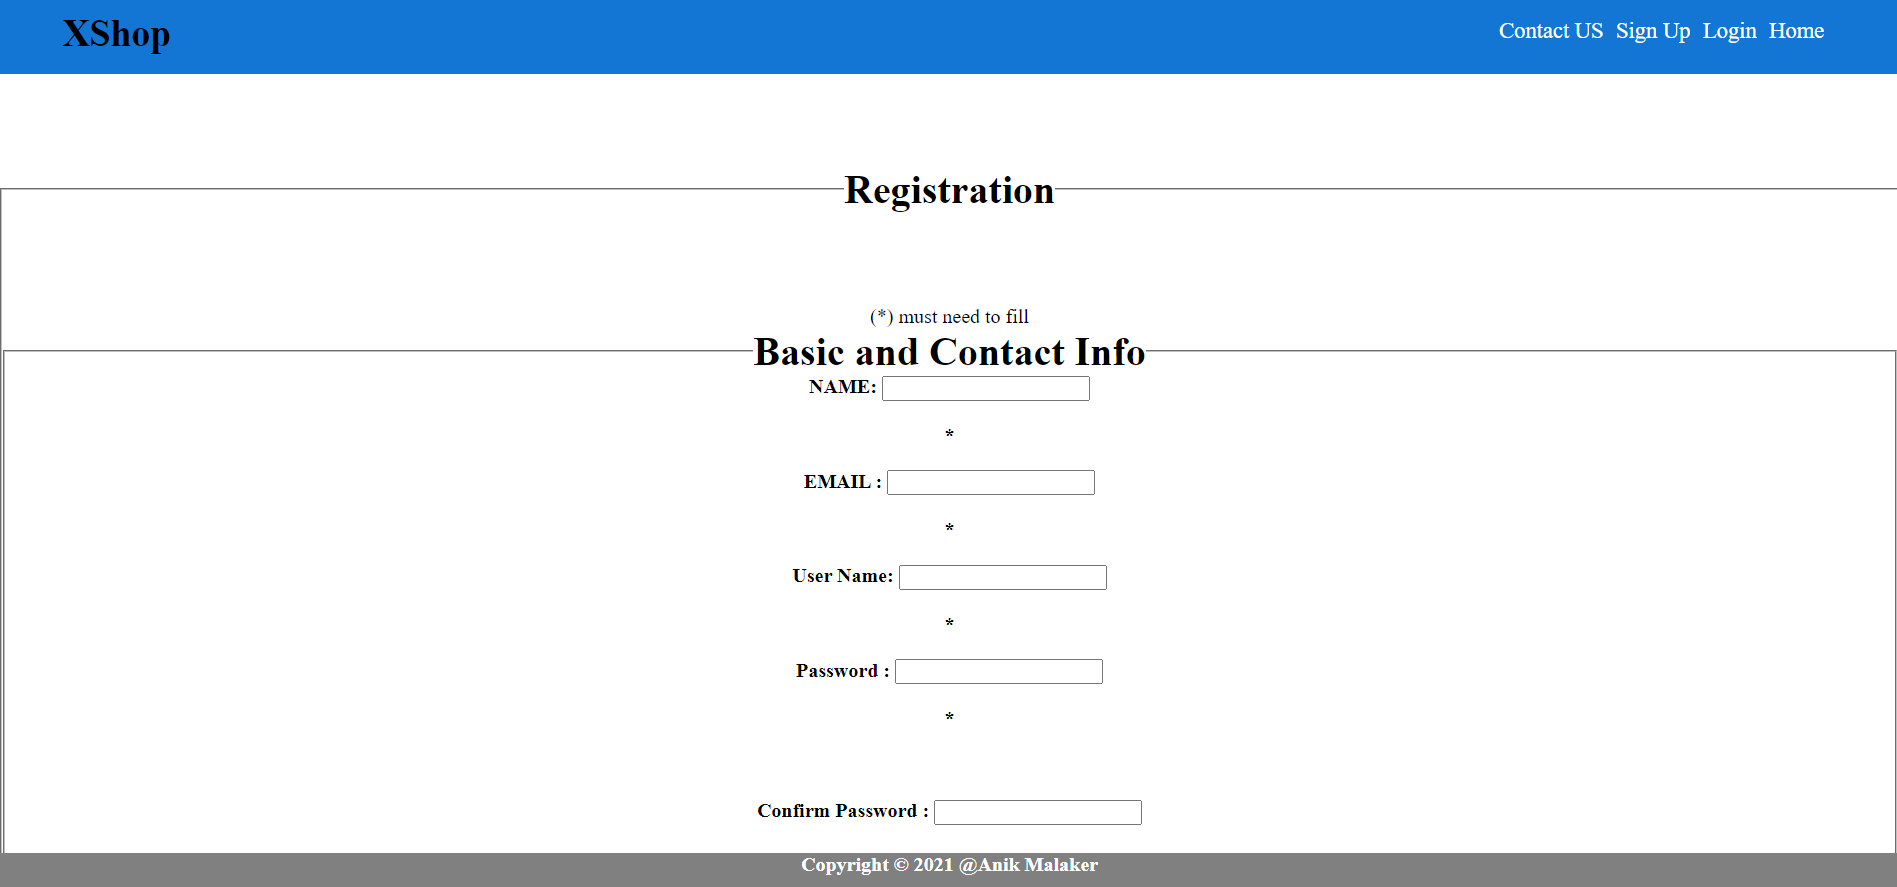 XShop
Contact US Sign Up Login Home
Registration
(*) must need to fill
Basic and Contact Info
NAME:
*
EMAIL :
*
User Name:
*
Password :
*
Confirm Password :
Copyright © 2021 @Anik Malaker